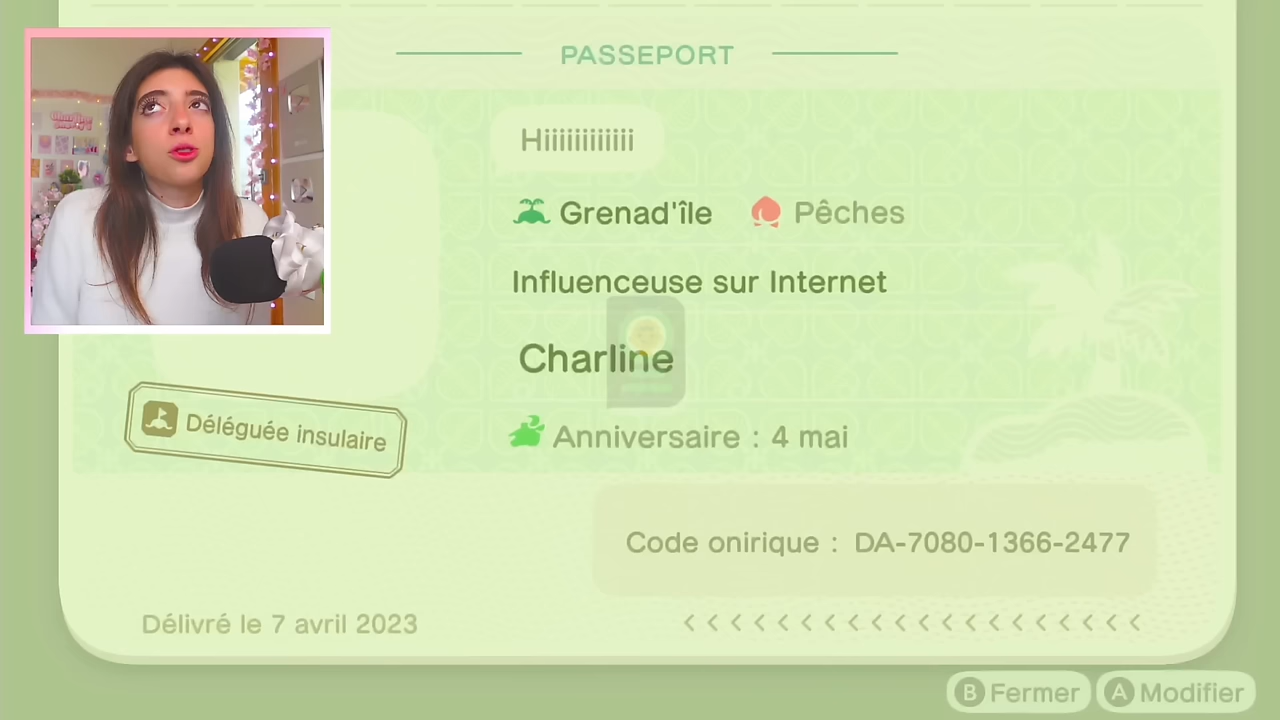 PASSEPORT
Hiiiiiiiiiiii
Grenad'île Pêches
Influenceuse sur Internet
Charline
Déléguée insulaire
Anniversaire : 4 mai
Code onirique : DA-7080-1366-2477
Délivré le 7 avril 2023
< < < < < < < < < < < < < < < < < < < <
B Fermer A Modifier